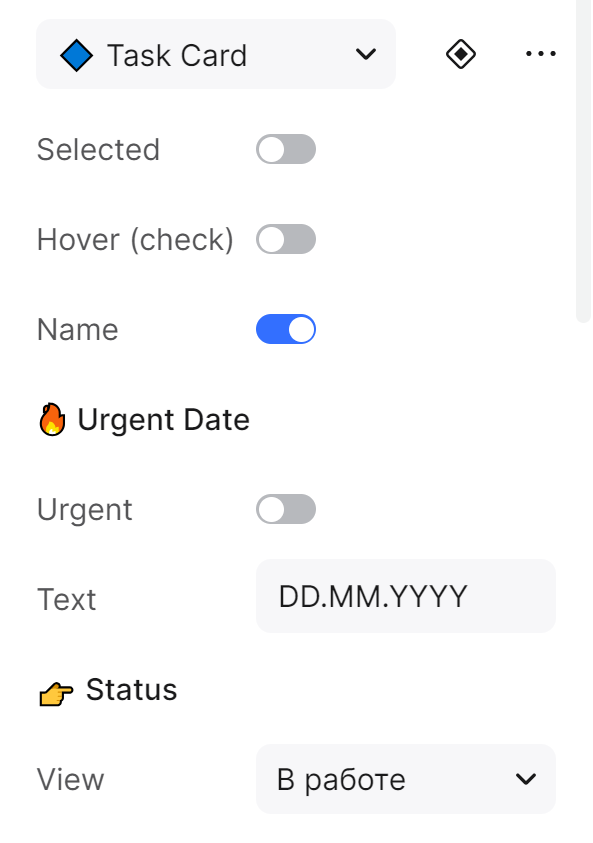 Task Card
Selected
Hover (check)
Name
🔥 Urgent Date
Urgent
Text DD.MM.YYYY
👉 Status
View В работе